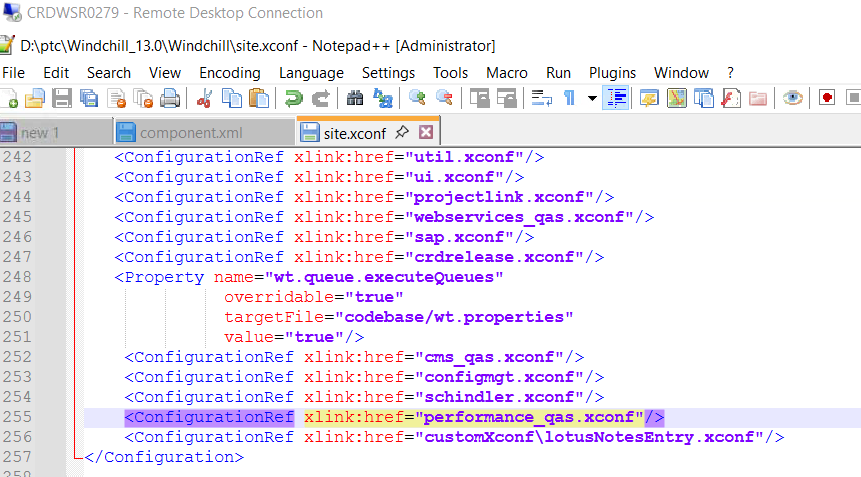 CRDWSR0279 - Remote Desktop Connection
D:\ptc\Windchill_13.0\Windchill\site.xconf - Notepad++ [Administrator]
File Edit Search View Encoding Language Settings Tools Macro Run Plugins Window ?
new 1 component.xml site.xconf
242 <ConfigurationRef xlink:href="util.xconf"/>
243 <ConfigurationRef xlink:href="ui.xconf"/>
244 <ConfigurationRef xlink:href="projectlink.xconf"/>
245 <ConfigurationRef xlink:href="webservices_qas.xconf"/>
246 <ConfigurationRef xlink:href="sap.xconf"/>
247 <ConfigurationRef xlink:href="crdrelease.xconf"/>
248 <Property name="wt.queue.executeQueues"
249 overridable="true"
250 targetFile="codebase/wt.properties"
251 value="true"/>
252 <ConfigurationRef xlink:href="cms_qas.xconf"/>
253 <ConfigurationRef xlink:href="configmgt.xconf"/>
254 <ConfigurationRef xlink:href="schindler.xconf"/>
255 <ConfigurationRef xlink:href="performance_qas.xconf"/>
256 <ConfigurationRef xlink:href="customXconf\lotusNotesEntry.xconf"/>
257 </Configuration>
258